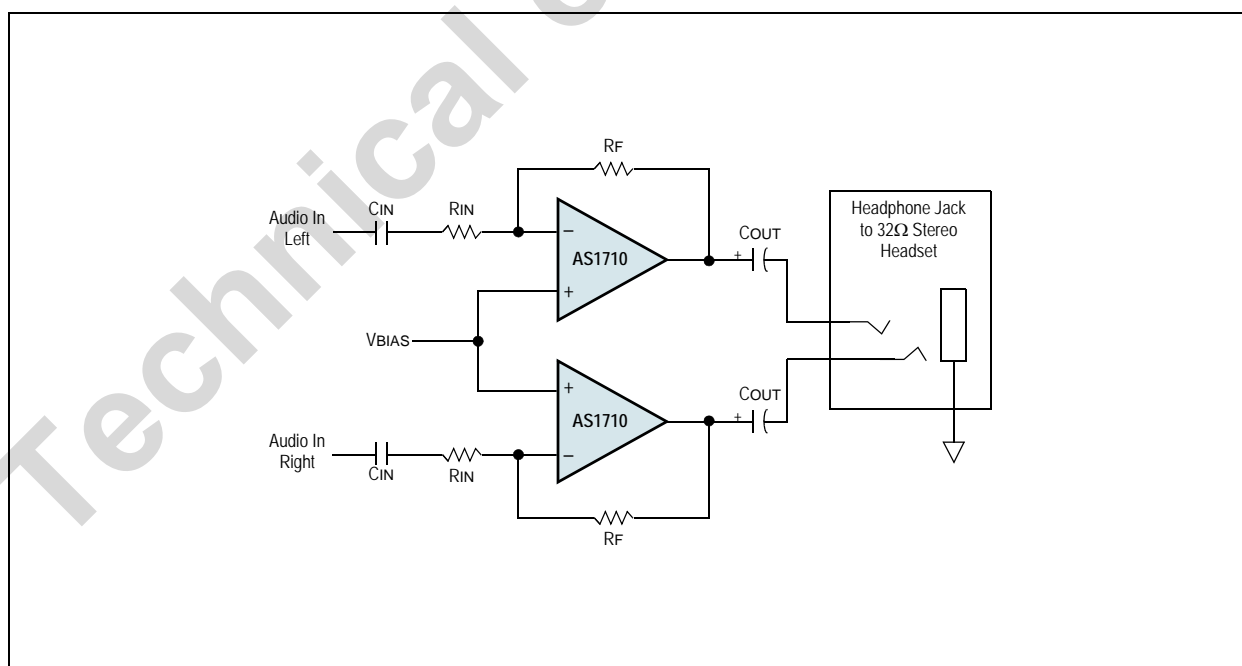 Technical
RF
Audio In
Left
CIN
RIN
−
AS1710
+
COUT
+
Headphone Jack
to 32Ω Stereo
Headset
VBIAS
+
AS1710
−
COUT
+
Audio In
Right
CIN
RIN
RF